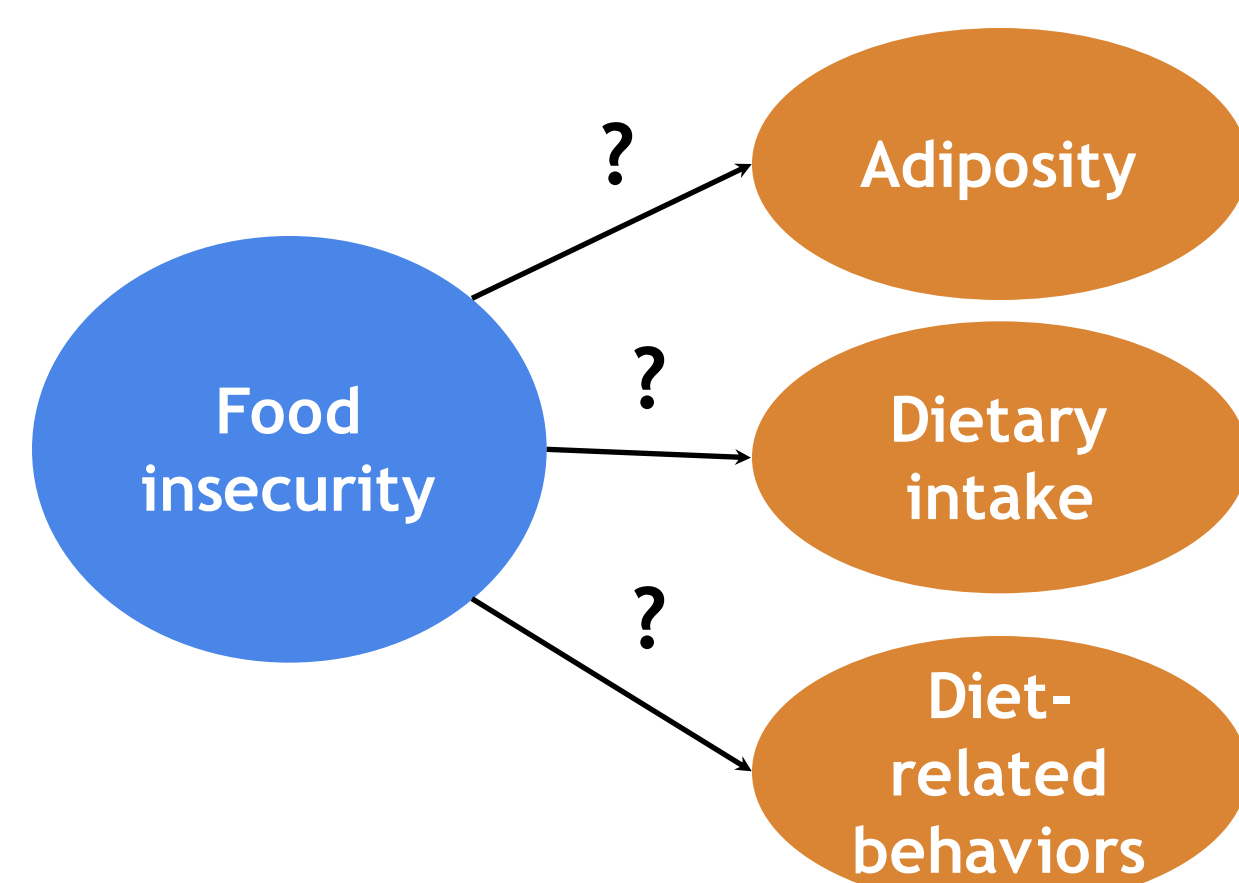 ?
Adiposity
Food
insecurity
?
Dietary
intake
?
Diet-
related
behaviors